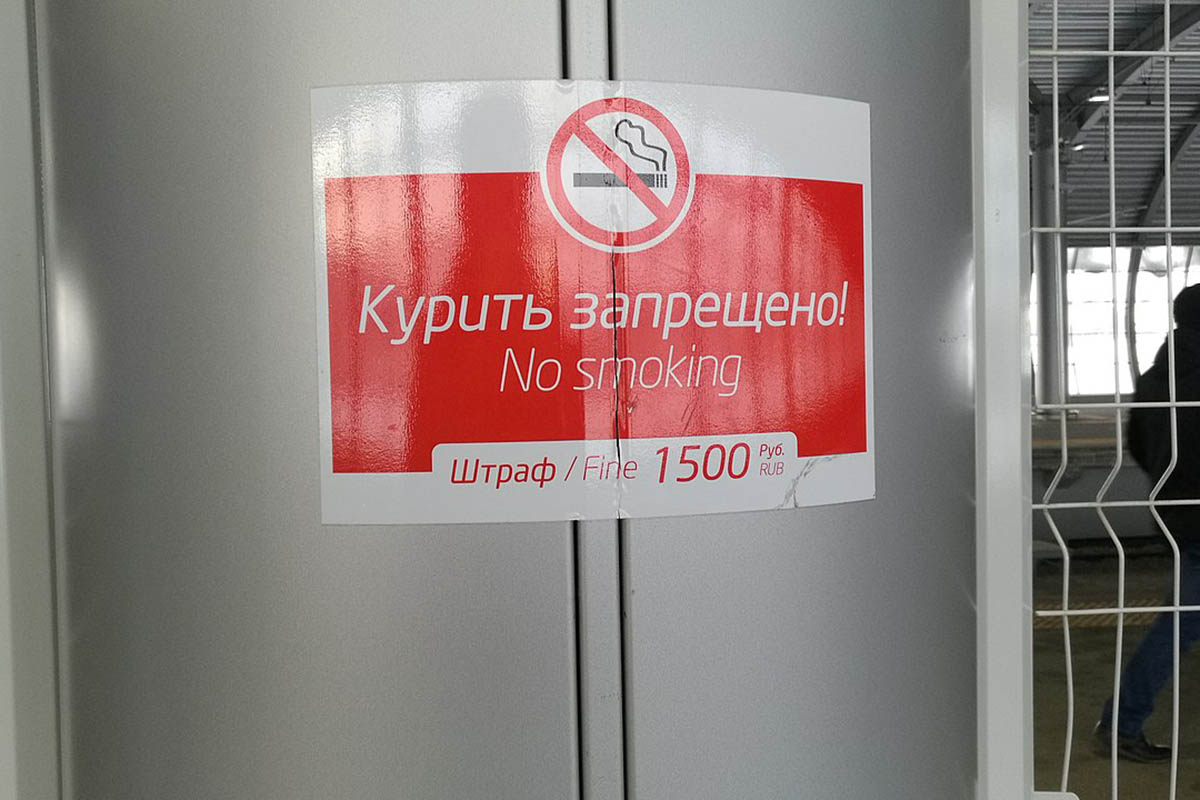 Курить запрещено!
No smoking
Штраф / Fine 1500 Руб.
RUB